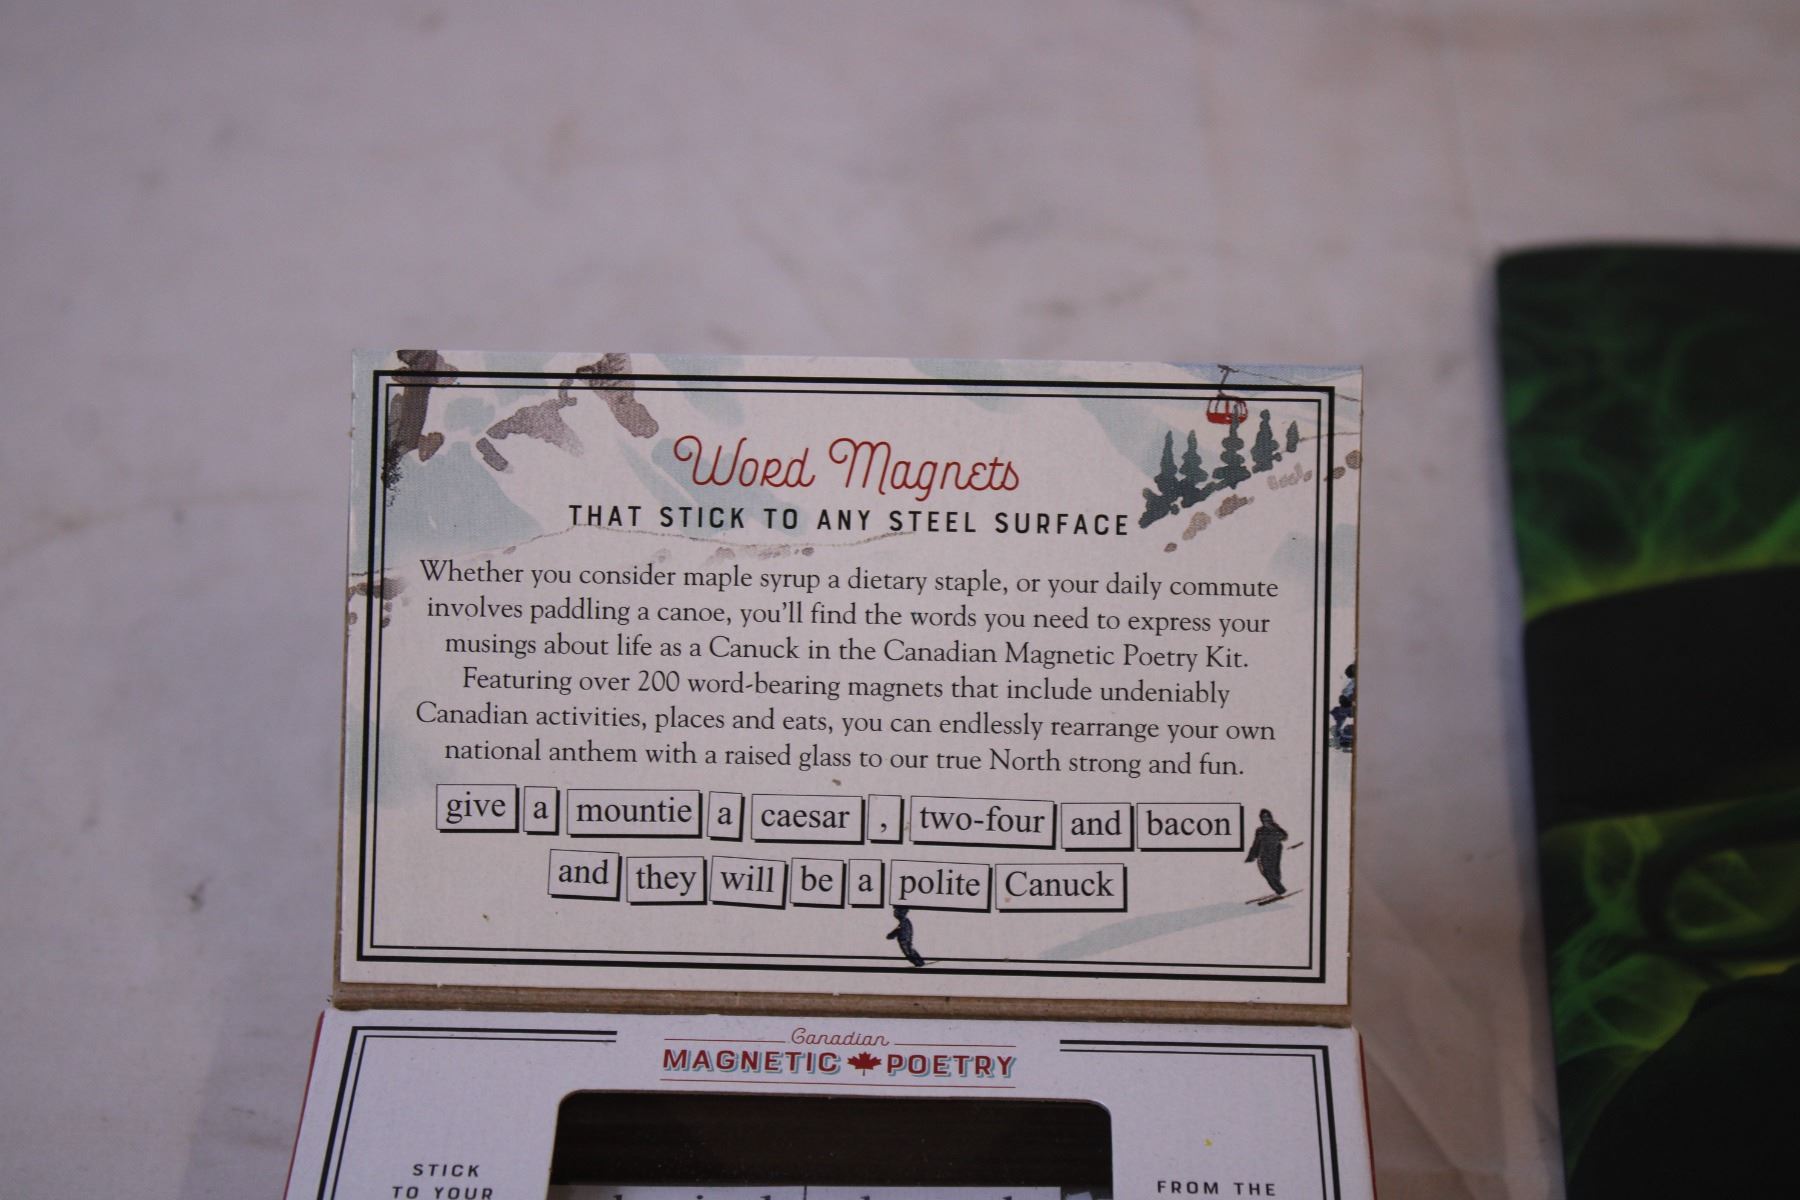 Word Magnets
THAT STICK TO ANY STEEL SURFACE
Whether you consider maple syrup a dietary staple, or your daily commute
involves paddling a canoe, you'll find the words you need to express your
musings about life as a Canuck in the Canadian Magnetic Poetry Kit.
Featuring over 200 word-bearing magnets that include undeniably
Canadian activities, places and eats, you can endlessly rearrange your own
national anthem with a raised glass to our true North strong and fun.
give a mountie a caesar , two-four and bacon
and they will be a polite Canuck
Canadian
MAGNETIC POETRY
STICK
TO YOUR
FROM THE